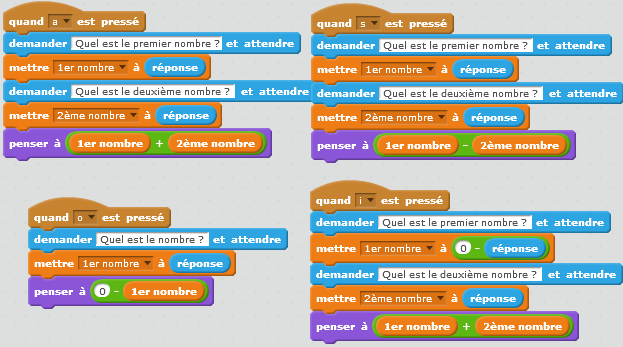 quand a est pressé
demander Quel est le premier nombre ? et attendre
mettre 1er nombre à réponse
demander Quel est le deuxième nombre ? et attendre
mettre 2ème nombre à réponse
penser à 1er nombre + 2ème nombre
quand s est pressé
demander Quel est le premier nombre ? et attendre
mettre 1er nombre à réponse
demander Quel est le deuxième nombre ? et attendre
mettre 2ème nombre à réponse
penser à 1er nombre - 2ème nombre
quand o est pressé
demander Quel est le nombre ? et attendre
mettre 1er nombre à réponse
penser à 0 - 1er nombre
quand i est pressé
demander Quel est le premier nombre ? et attendre
mettre 1er nombre à 0 - réponse
demander Quel est le deuxième nombre ? et attendre
mettre 2ème nombre à réponse
penser à 1er nombre + 2ème nombre